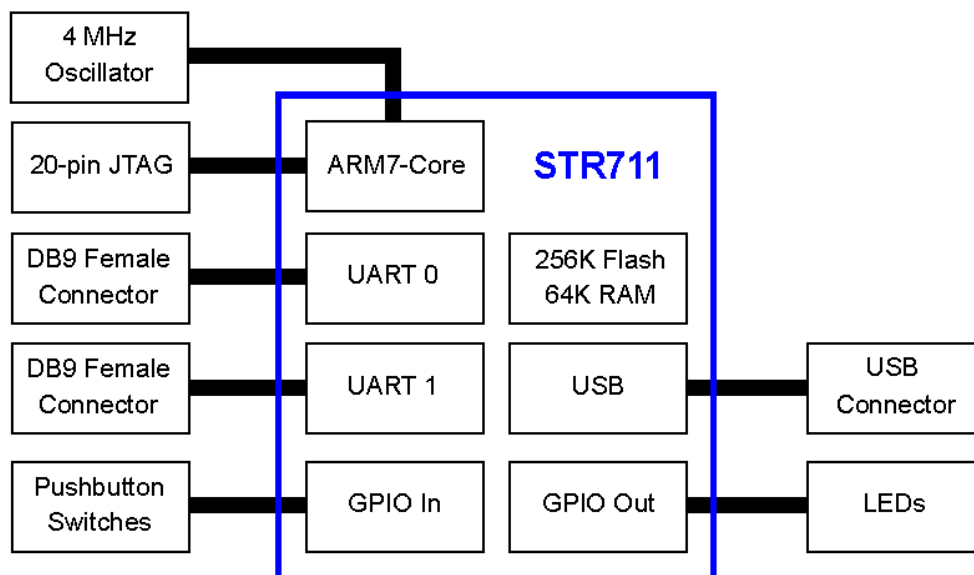 4 MHz
Oscillator
20-pin JTAG
ARM7-Core
STR711
DB9 Female
Connector
UART 0
256K Flash
64K RAM
DB9 Female
Connector
UART 1
USB
USB
Connector
Pushbutton
Switches
GPIO In
GPIO Out
LEDs